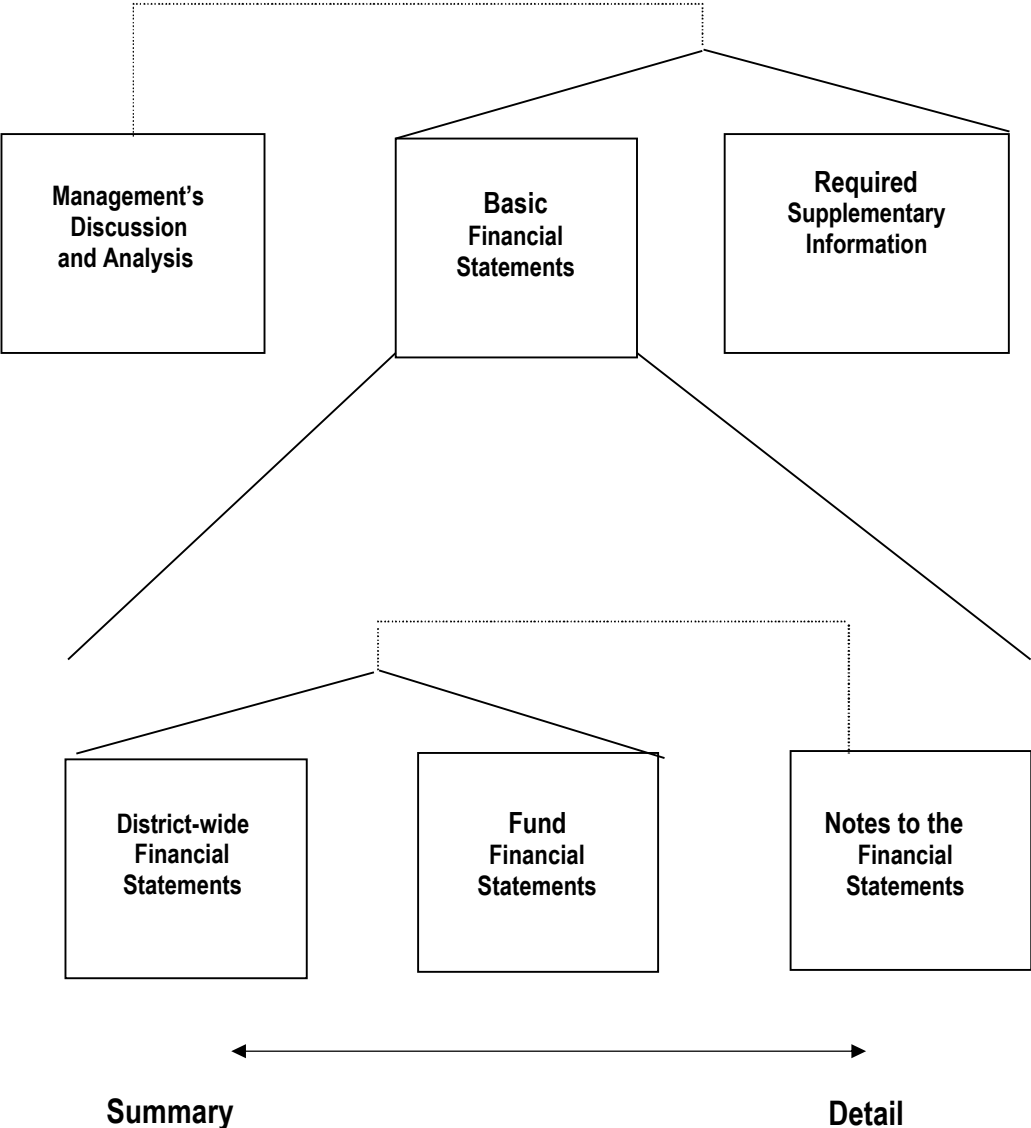 Management’s
Discussion
and Analysis
Basic
Financial
Statements
Required
Supplementary
Information
District-wide
Financial
Statements
Fund
Financial
Statements
Notes to the
Financial
Statements
Summary
Detail